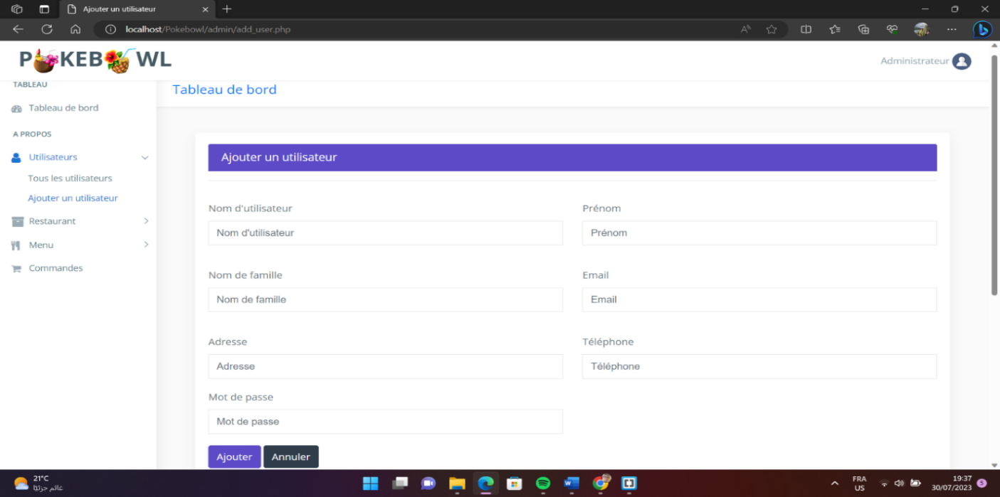 Ajouter un utilisateur
localhost/Pokebowl/admin/add_user.php
POKEBOWL
Administrateur
TABLEAU
Tableau de bord
Tableau de bord
A PROPOS
Utilisateurs
Tous les utilisateurs
Ajouter un utilisateur
Restaurant
Menu
Commandes
Ajouter un utilisateur
Nom d'utilisateur
Prénom
Nom d'utilisateur
Prénom
Nom de famille
Email
Nom de famille
Email
Adresse
Téléphone
Adresse
Téléphone
Mot de passe
Mot de passe
Ajouter
Annuler
21°C
غائم جزئيًا
FRA
US
19:37
30/07/2023
5